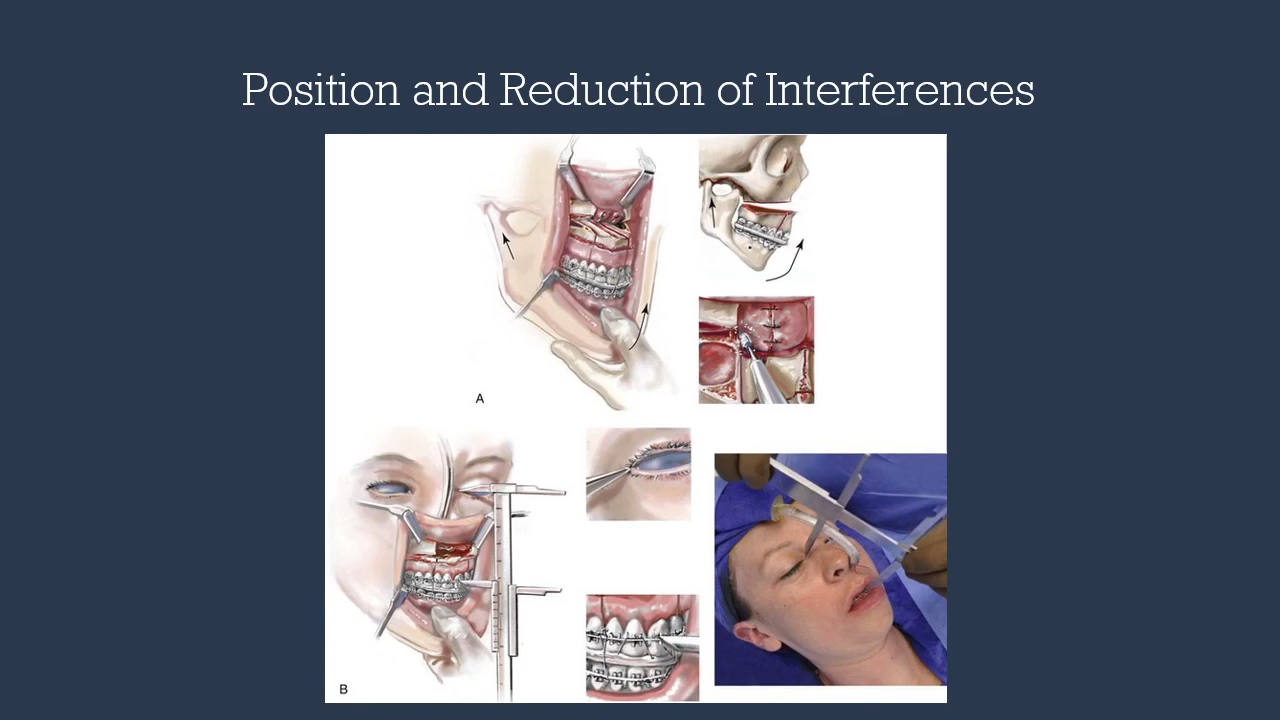 Position and Reduction of Interferences
A
B